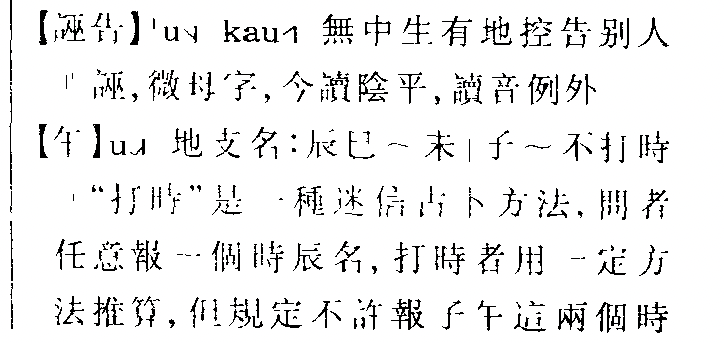 【誣告】ꞌu˧˥ kau˧ 無中生有地控告别人
｜誣,微母字,今讀陰平,讀音例外
【午】u˩ 地支名:辰巳～未｜子～不打時
｜“打時”是一種迷信占卜方法,問者
任意報一個時辰名,打時者用一定方
法推算,但規定不許報子午這兩個時